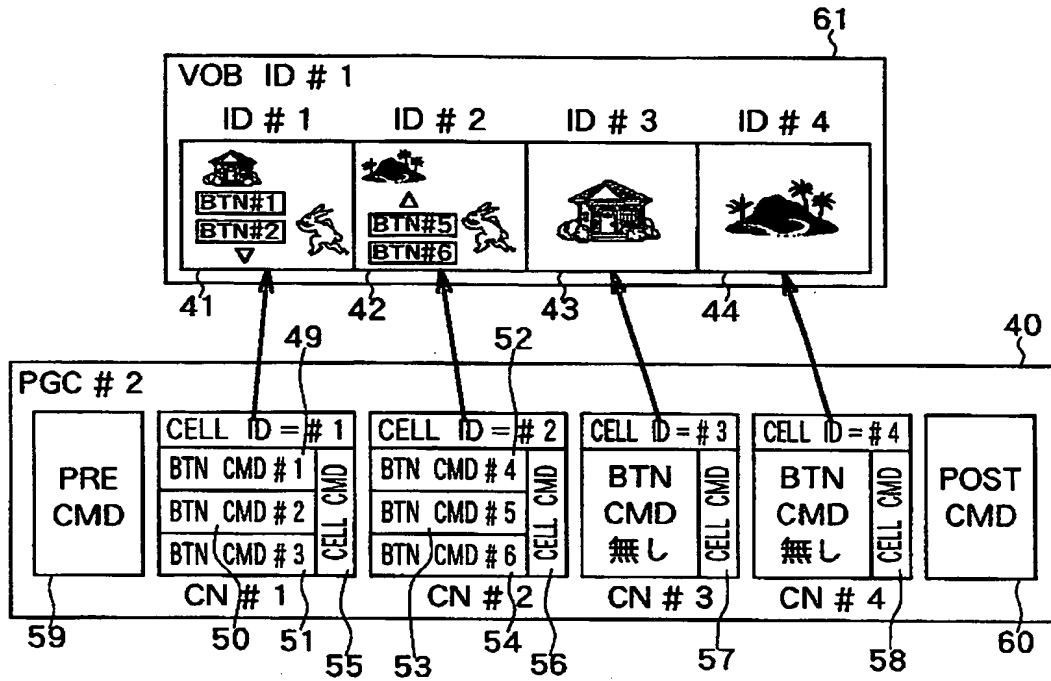 61
VOB ID # 1
ID # 1 ID # 2 ID # 3 ID # 4
BTN#1
BTN#2
BTN#5
BTN#6
41 42 43 44
49 52 40
PGC # 2
PRE
CMD
CELL ID = # 1
BTN CMD # 1
BTN CMD # 2
BTN CMD # 3
CELL CMD
CN # 1
CELL ID = # 2
BTN CMD # 4
BTN CMD # 5
BTN CMD # 6
CELL CMD
CN # 2
CELL ID = # 3
BTN
CMD
無し
CELL CMD
CN # 3
CELL ID = # 4
BTN
CMD
無し
CELL CMD
CN # 4
POST
CMD
59 50 51 55 53 54 56 57 58 60